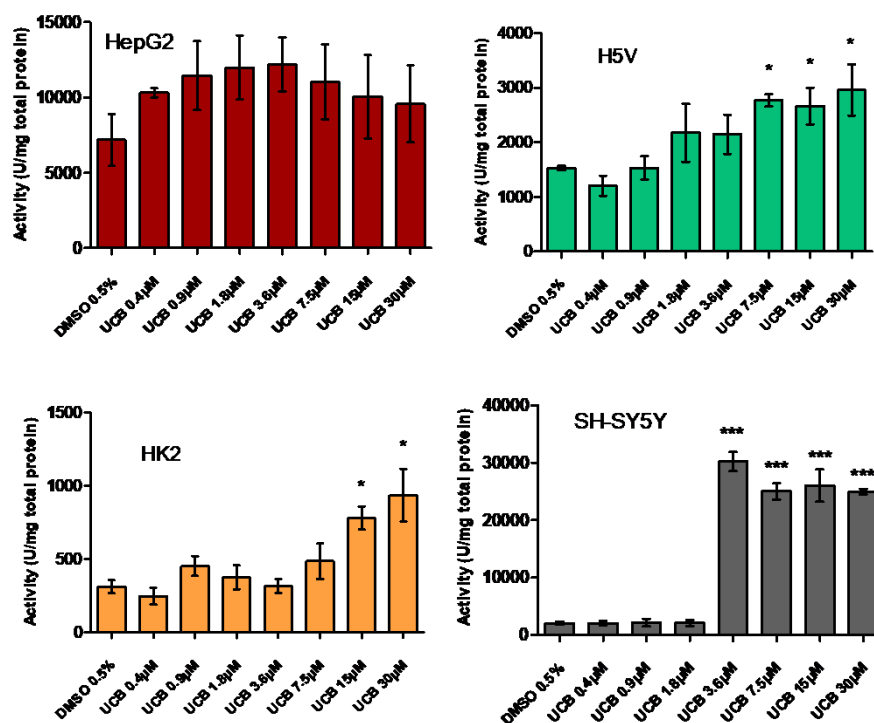 HepG2
Activity (U/mg total protein)
15000
10000
5000
0
DMSO 0.5%
UCB 0.4µM
UCB 0.9µM
UCB 1.8µM
UCB 3.6µM
UCB 7.5µM
UCB 15µM
UCB 30µM
H5V
Activity (U/mg total protein)
4000
3000
2000
1000
0
* * *
DMSO 0.5%
UCB 0.4µM
UCB 0.9µM
UCB 1.8µM
UCB 3.6µM
UCB 7.5µM
UCB 15µM
UCB 30µM
HK2
Activity (U/mg total protein)
1500
1000
500
0
* *
DMSO 0.5%
UCB 0.4µM
UCB 0.9µM
UCB 1.8µM
UCB 3.6µM
UCB 7.5µM
UCB 15µM
UCB 30µM
SH-SY5Y
Activity (U/mg total protein)
40000
30000
20000
10000
0
*** *** *** ***
DMSO 0.5%
UCB 0.4µM
UCB 0.9µM
UCB 1.8µM
UCB 3.6µM
UCB 7.5µM
UCB 15µM
UCB 30µM